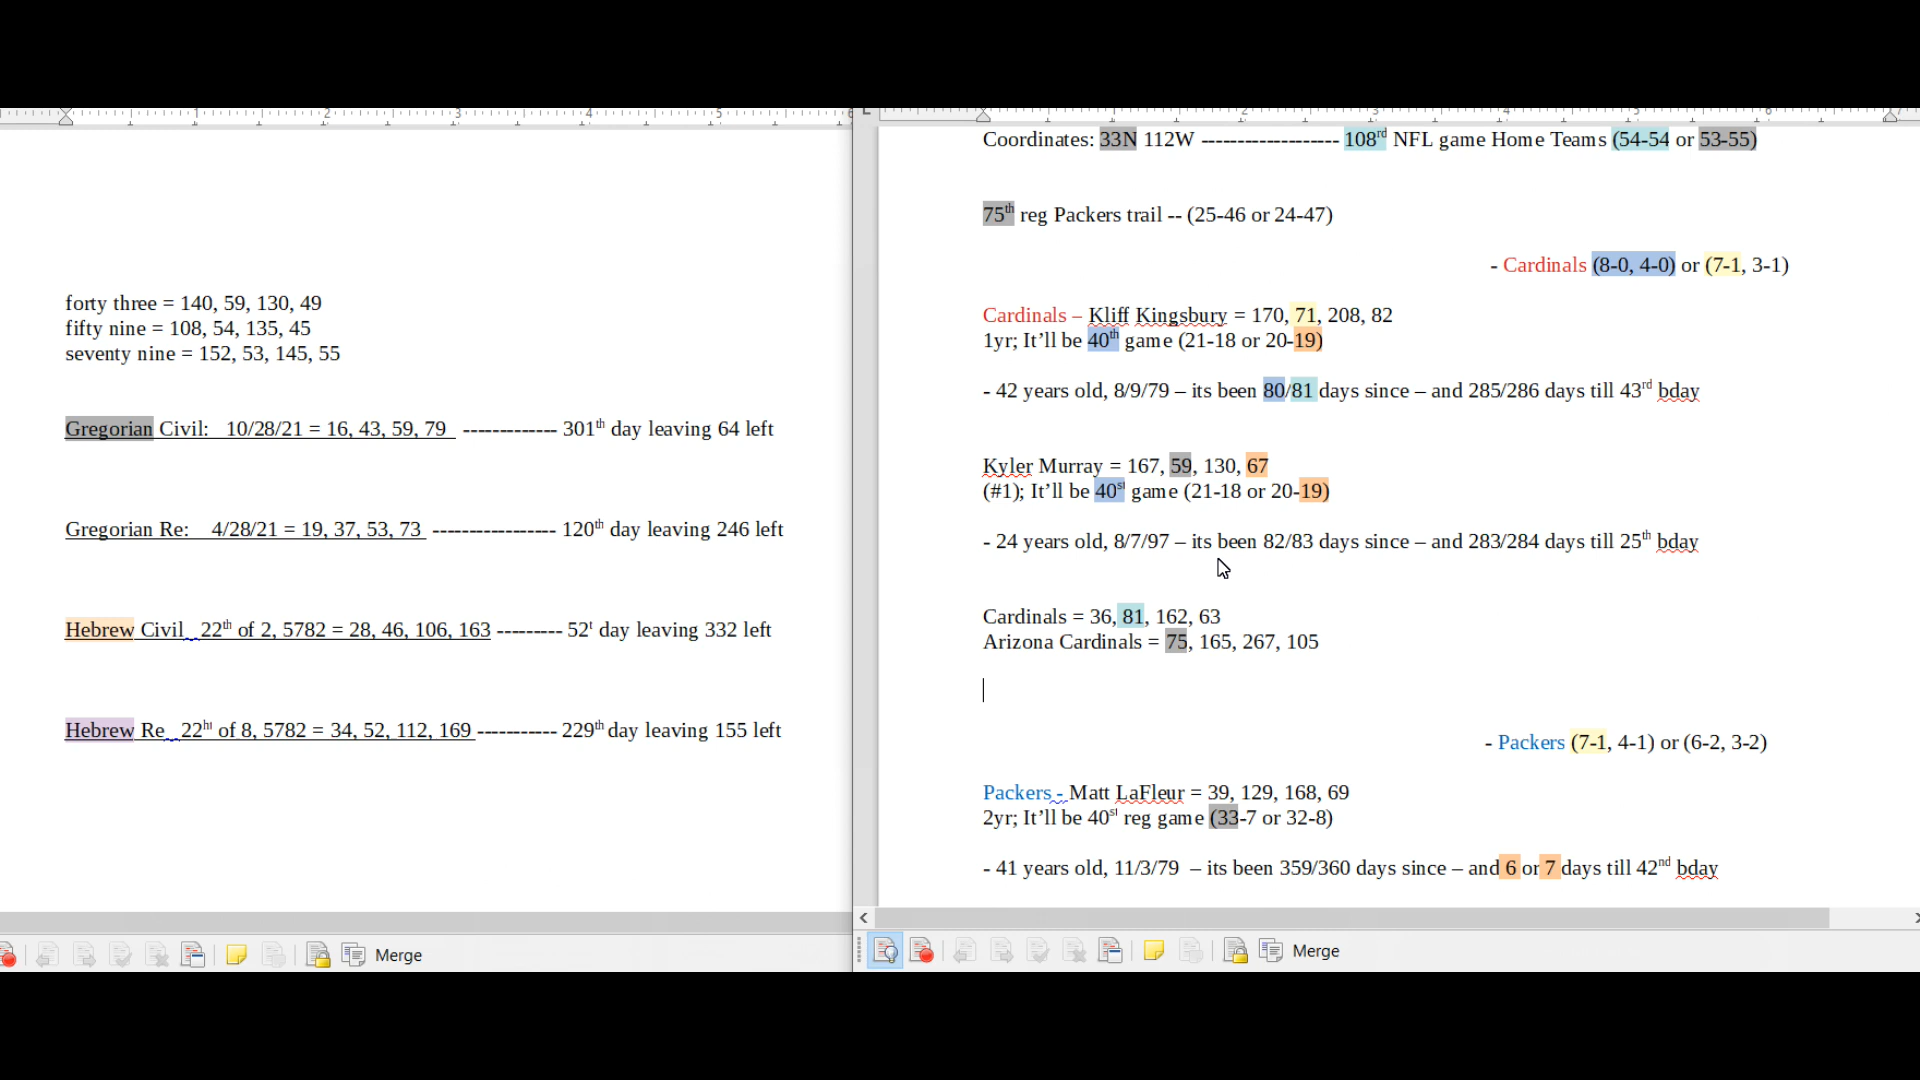 forty three = 140, 59, 130, 49
fifty nine = 108, 54, 135, 45
seventy nine = 152, 53, 145, 55
Gregorian Civil: 10/28/21 = 16, 43, 59, 79 ------------- 301th day leaving 64 left
Gregorian Re: 4/28/21 = 19, 37, 53, 73 ----------------- 120th day leaving 246 left
Hebrew Civil 22th of 2, 5782 = 28, 46, 106, 163 --------- 52t day leaving 332 left
Hebrew Re 22ht of 8, 5782 = 34, 52, 112, 169 ----------- 229th day leaving 155 left
Merge
Coordinates: 33N 112W ------------------- 108rd NFL game Home Teams (54-54 or 53-55)
75th reg Packers trail -- (25-46 or 24-47)
- Cardinals (8-0, 4-0) or (7-1, 3-1)
Cardinals – Kliff Kingsbury = 170, 71, 208, 82
1yr; It’ll be 40th game (21-18 or 20-19)
- 42 years old, 8/9/79 – its been 80/81 days since – and 285/286 days till 43rd bday
Kyler Murray = 167, 59, 130, 67
(#1); It’ll be 40st game (21-18 or 20-19)
- 24 years old, 8/7/97 – its been 82/83 days since – and 283/284 days till 25th bday
Cardinals = 36, 81, 162, 63
Arizona Cardinals = 75, 165, 267, 105
- Packers (7-1, 4-1) or (6-2, 3-2)
Packers - Matt LaFleur = 39, 129, 168, 69
2yr; It’ll be 40st reg game (33-7 or 32-8)
- 41 years old, 11/3/79 – its been 359/360 days since – and 6 or 7 days till 42nd bday
Merge